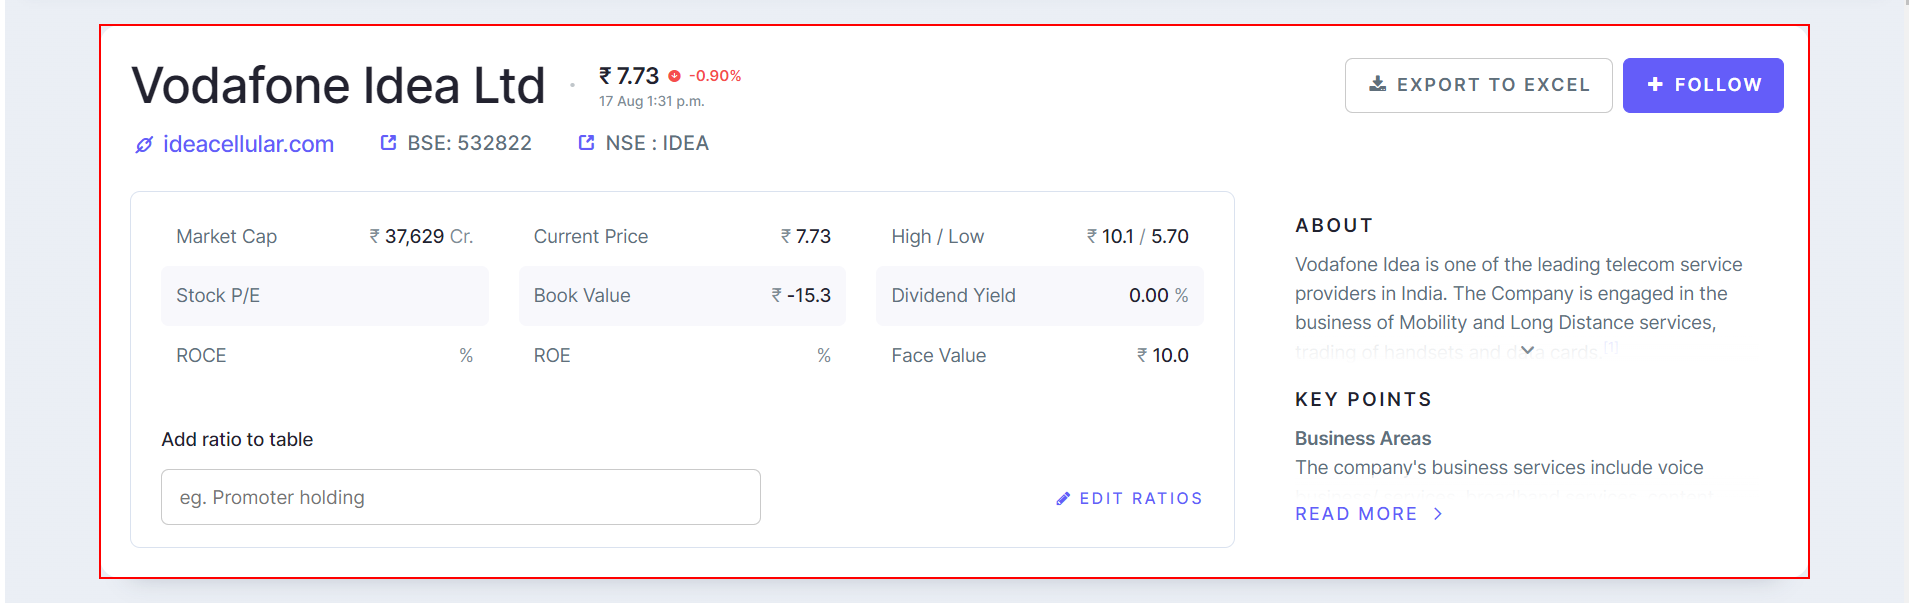 Vodafone Idea Ltd
₹ 7.73 -0.90%
17 Aug 1:31 p.m.
EXPORT TO EXCEL
FOLLOW
ideacellular.com
BSE: 532822
NSE : IDEA
Market Cap ₹ 37,629 Cr.
Current Price ₹ 7.73
High / Low ₹ 10.1 / 5.70
Stock P/E
Book Value ₹ -15.3
Dividend Yield 0.00 %
ROCE %
ROE %
Face Value ₹ 10.0
Add ratio to table
eg. Promoter holding
EDIT RATIOS
ABOUT
Vodafone Idea is one of the leading telecom service
providers in India. The Company is engaged in the
business of Mobility and Long Distance services,
trading of handsets and data cards.[1]
KEY POINTS
Business Areas
The company's business services include voice
READ MORE